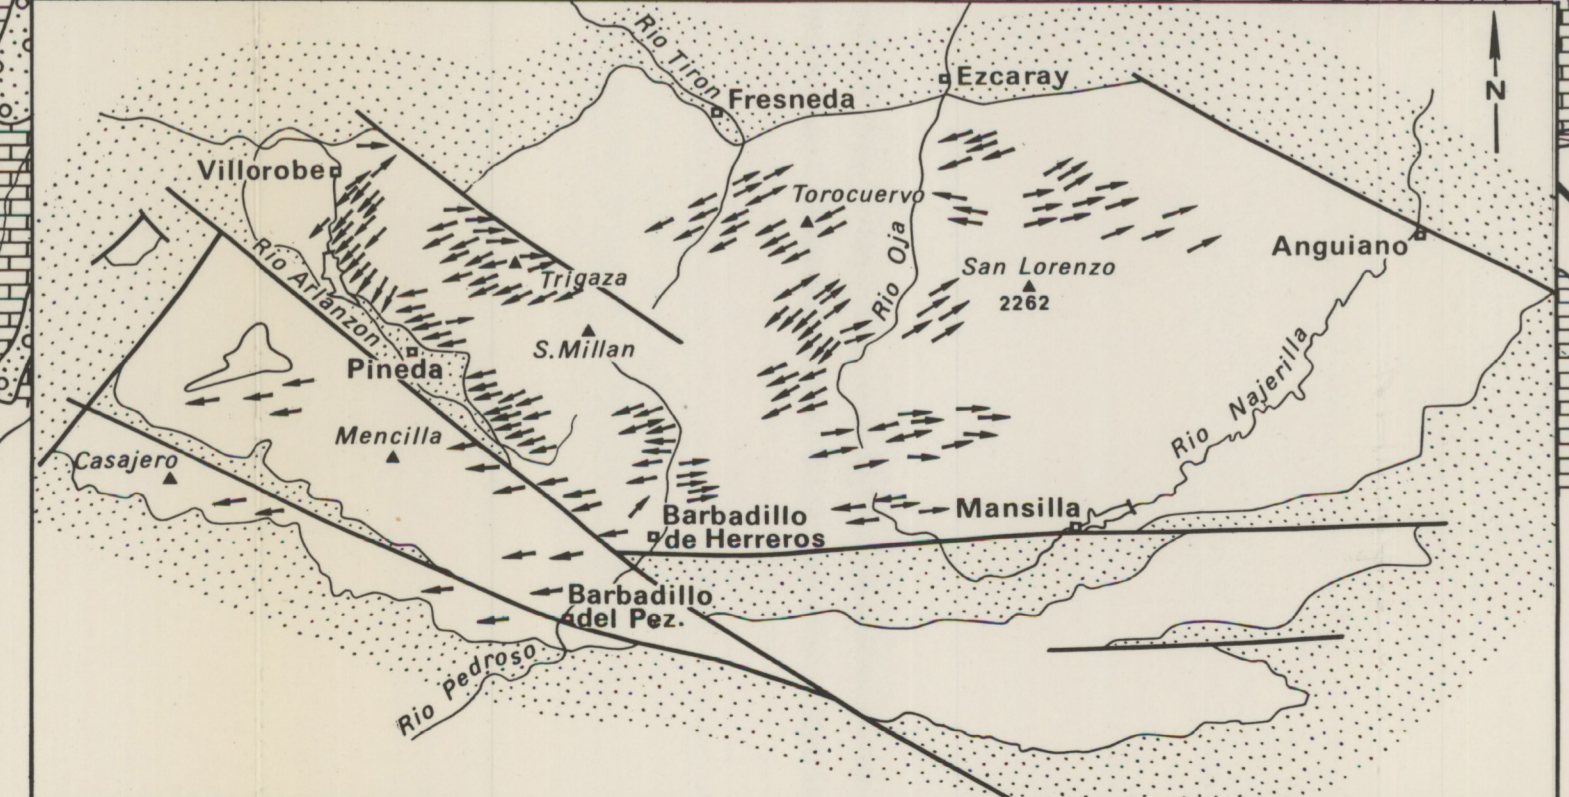 Rio Tiron
Ezcaray
Fresneda
N
Villorobe
Torocuervo
Anguiano
Rio Oja
Rio Arlanzon
Trigaza
San Lorenzo
2262
S. Millan
Pineda
Rio Najerilla
Mencilla
Casajero
Mansilla
Barbadillo
de Herreros
Barbadillo
del Pez.
Rio Pedroso